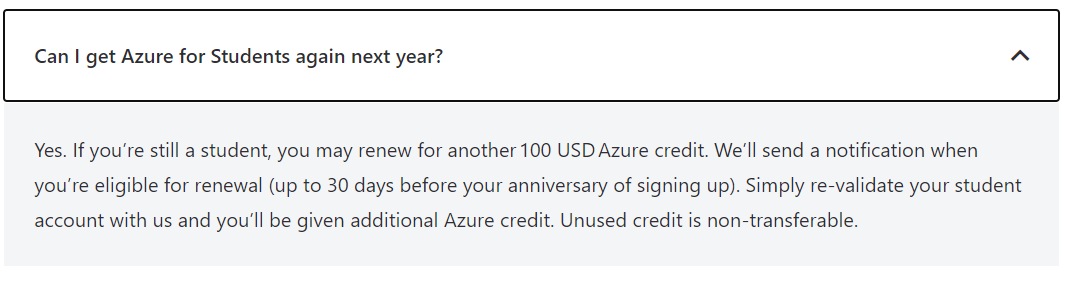 Can I get Azure for Students again next year?
Yes. If you’re still a student, you may renew for another 100 USD Azure credit. We’ll send a notification when
you’re eligible for renewal (up to 30 days before your anniversary of signing up). Simply re-validate your student
account with us and you’ll be given additional Azure credit. Unused credit is non-transferable.